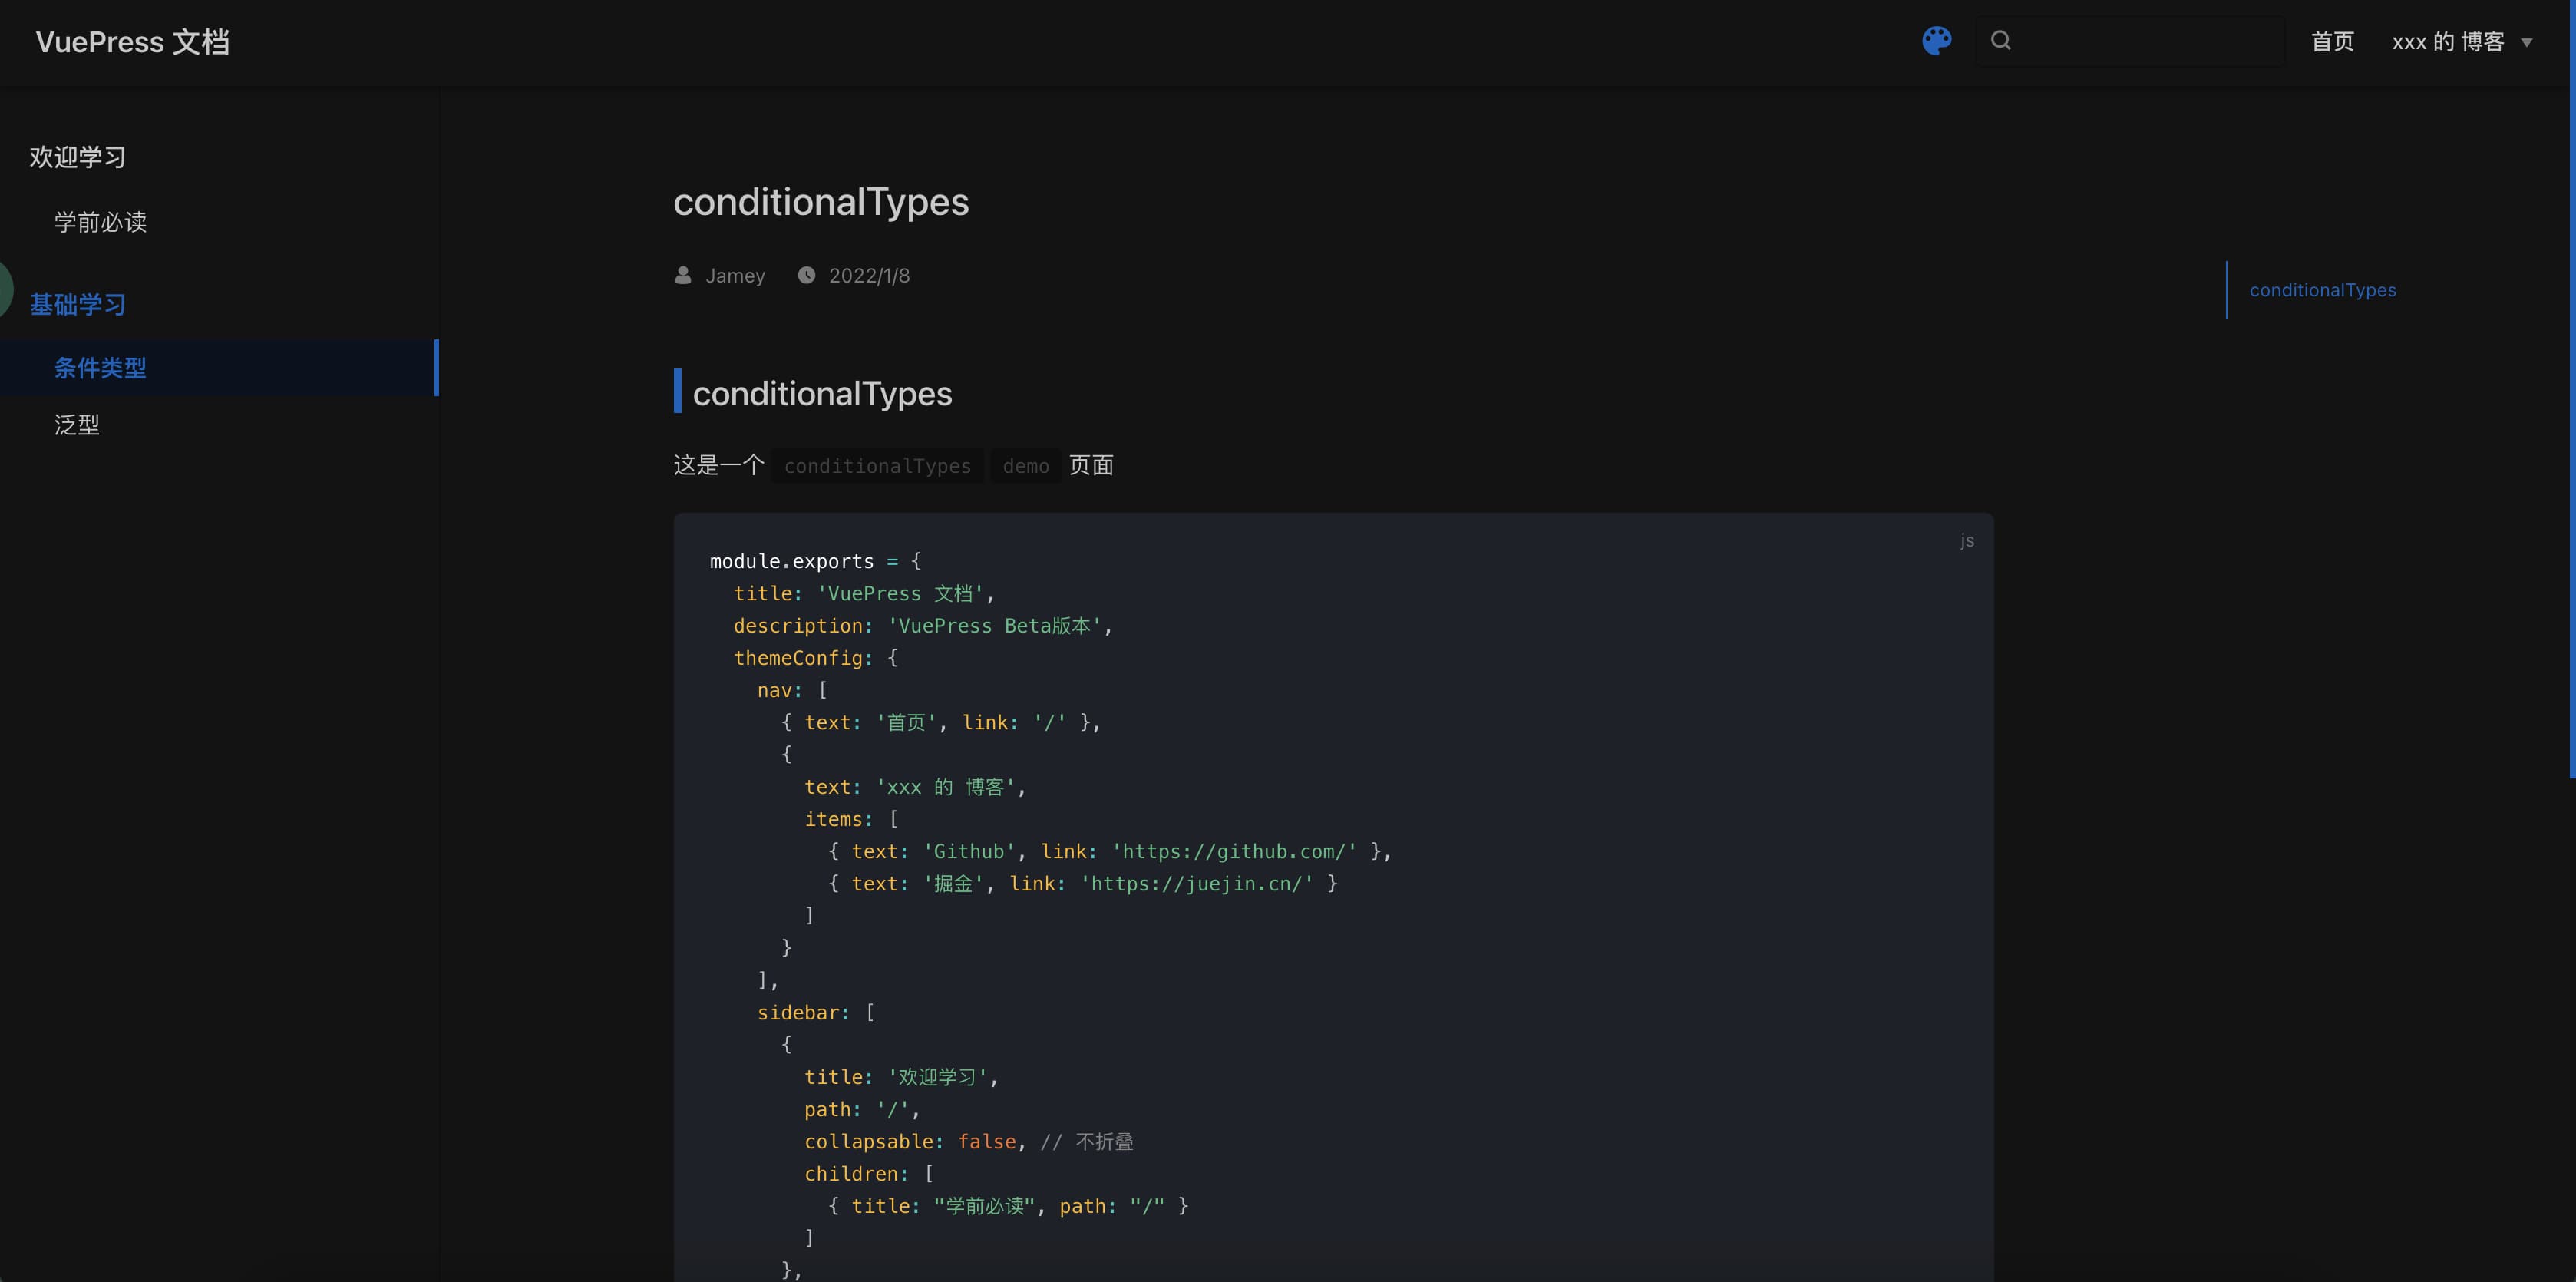 VuePress 文档
首页
xxx 的 博客
欢迎学习
学前必读
基础学习
条件类型
泛型
conditionalTypes
Jamey 2022/1/8
conditionalTypes
conditionalTypes
这是一个 conditionalTypes demo 页面
js
module.exports = {
  title: 'VuePress 文档',
  description: 'VuePress Beta版本',
  themeConfig: {
    nav: [
      { text: '首页', link: '/' },
      {
        text: 'xxx 的 博客',
        items: [
          { text: 'Github', link: 'https://github.com/' },
          { text: '掘金', link: 'https://juejin.cn/' }
        ]
      }
    ],
    sidebar: [
      {
        title: '欢迎学习',
        path: '/',
        collapsable: false, // 不折叠
        children: [
          { title: "学前必读", path: "/" }
        ]
      },